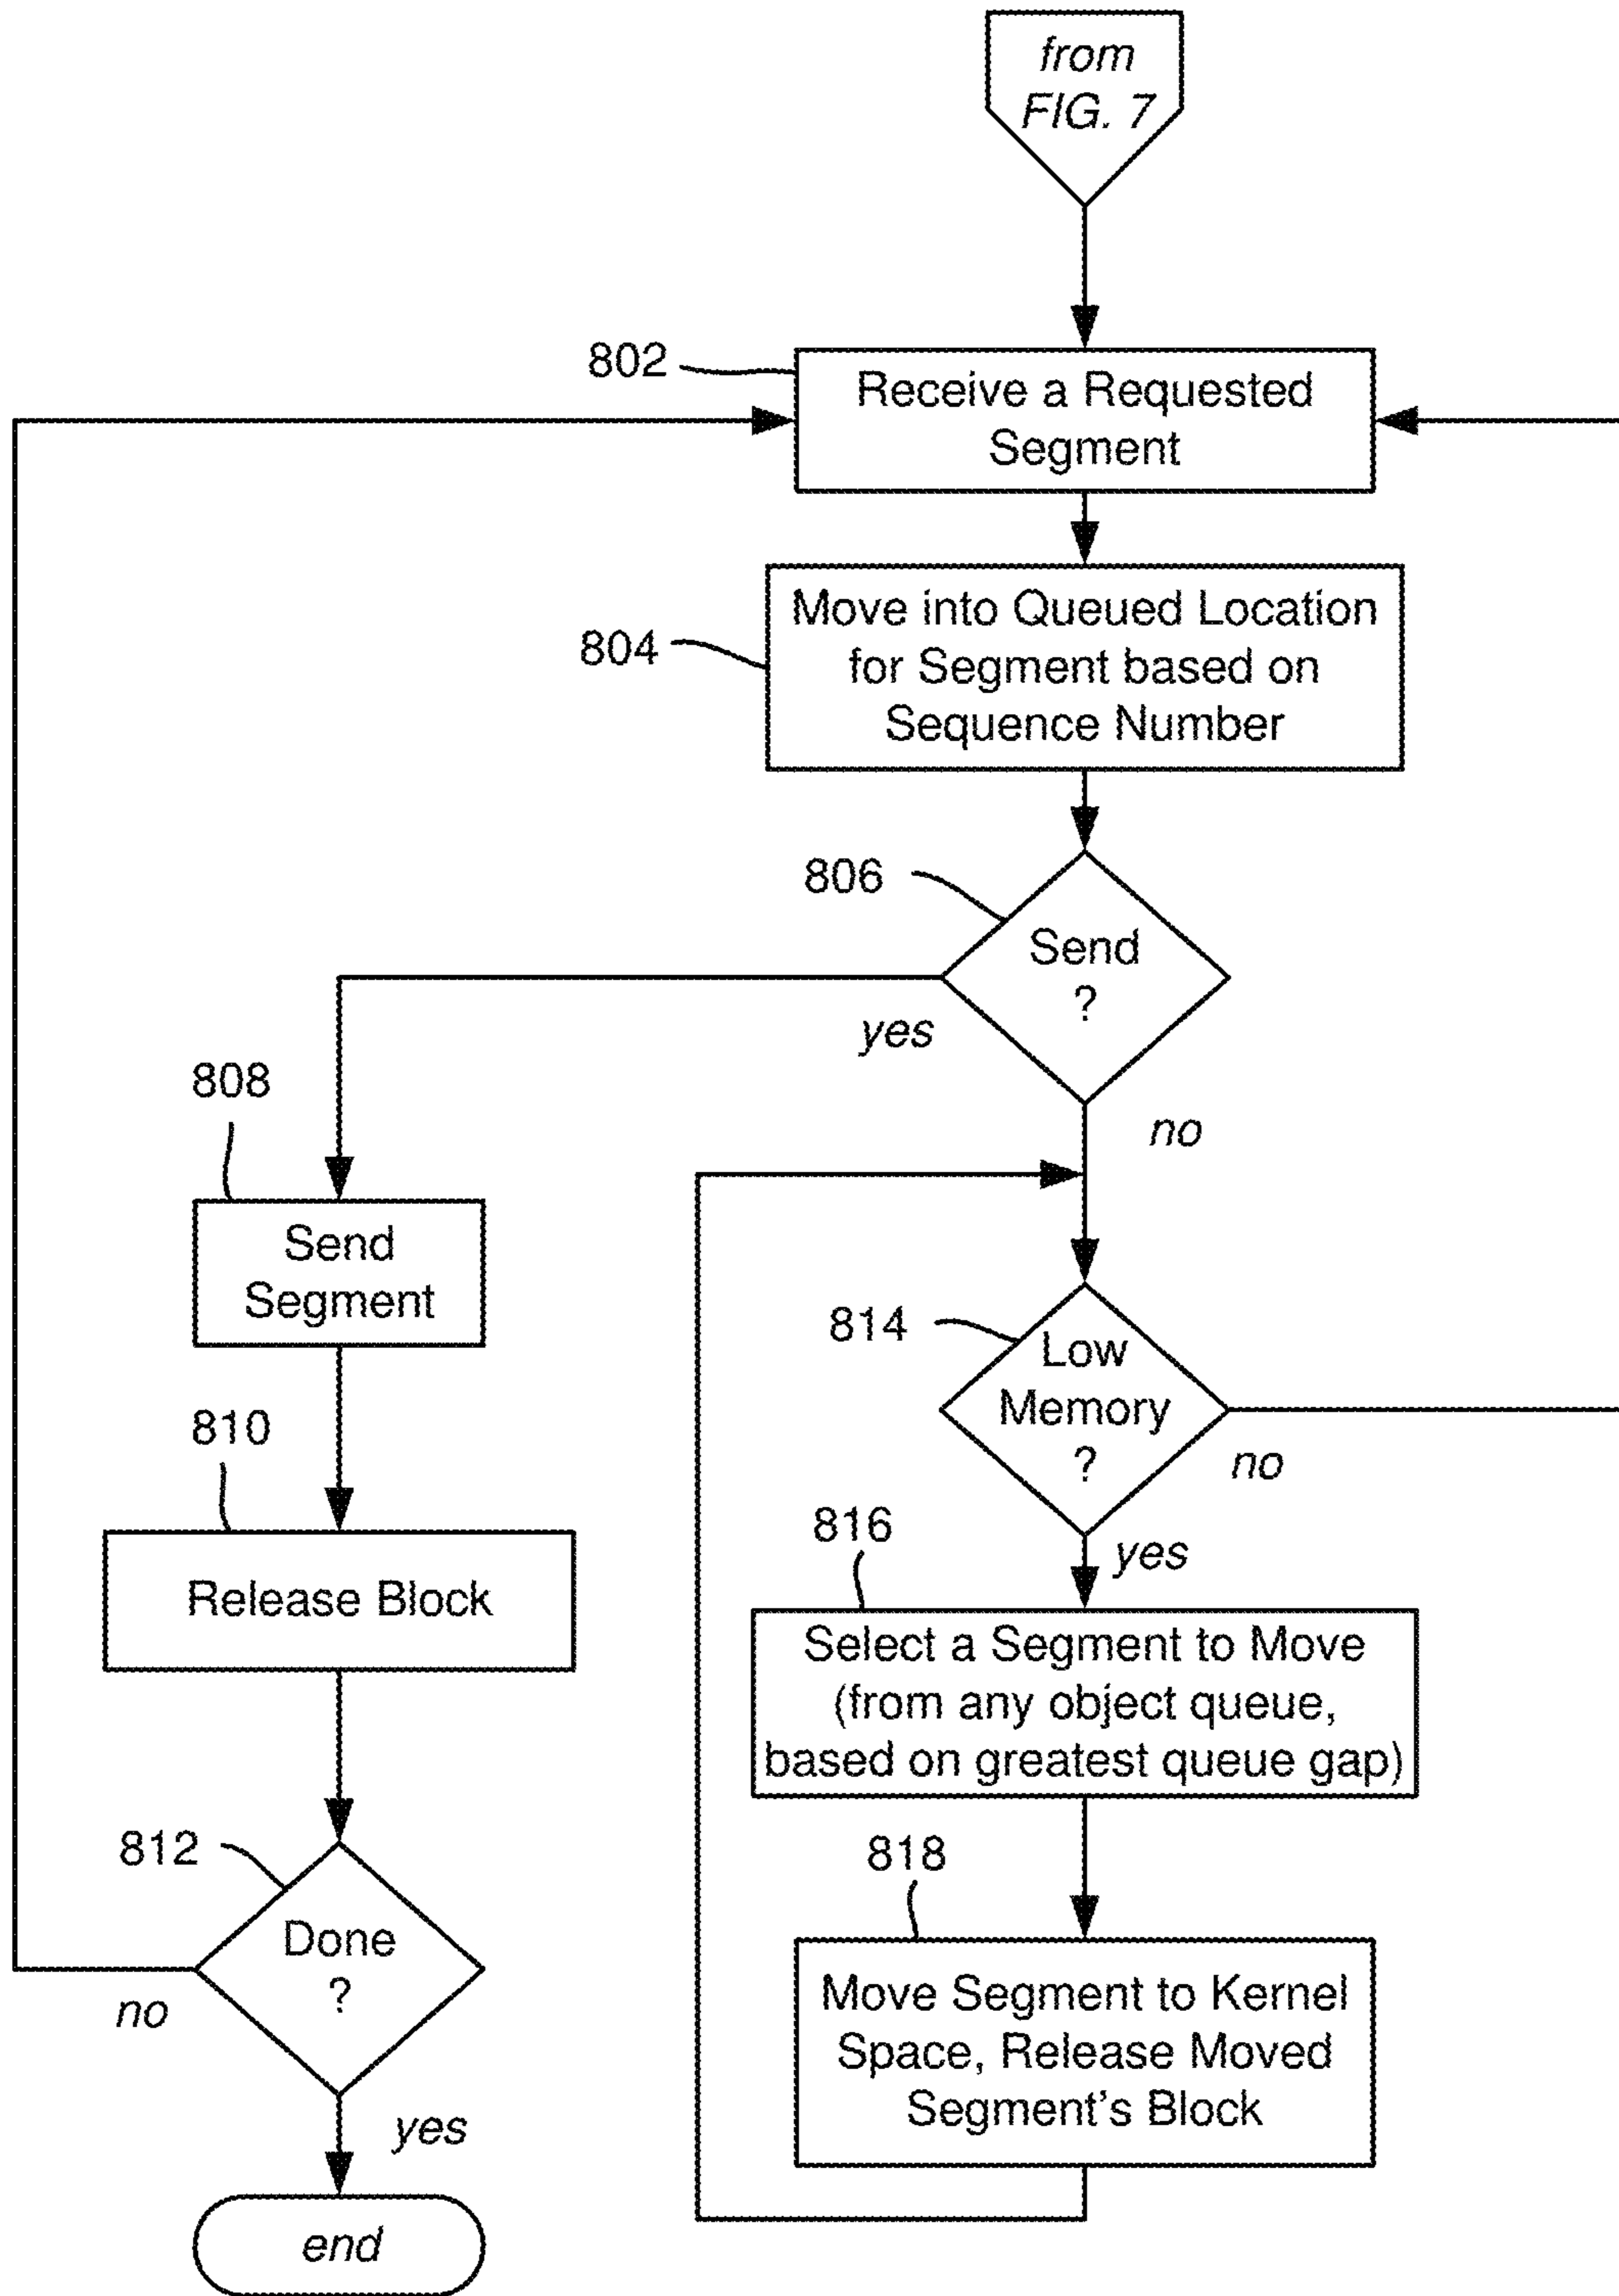 from
FIG. 7
802
Receive a Requested
Segment
804
Move into Queued Location
for Segment based on
Sequence Number
806
Send
?
yes
no
808
Send
Segment
814
Low
Memory
?
no
yes
810
Release Block
816
Select a Segment to Move
(from any object queue,
based on greatest queue gap)
812
Done
?
no
yes
818
Move Segment to Kernel
Space, Release Moved
Segment's Block
end